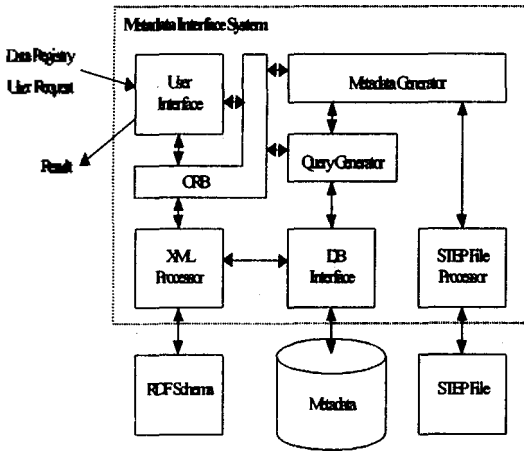 Metadata Interface System
Data Registry
User Request
Result
User
Interface
Metadata Generator
Query Generator
ORB
XML
Processor
DB
Interface
STEP File
Processor
RDF Schema
Metadata
STEP File